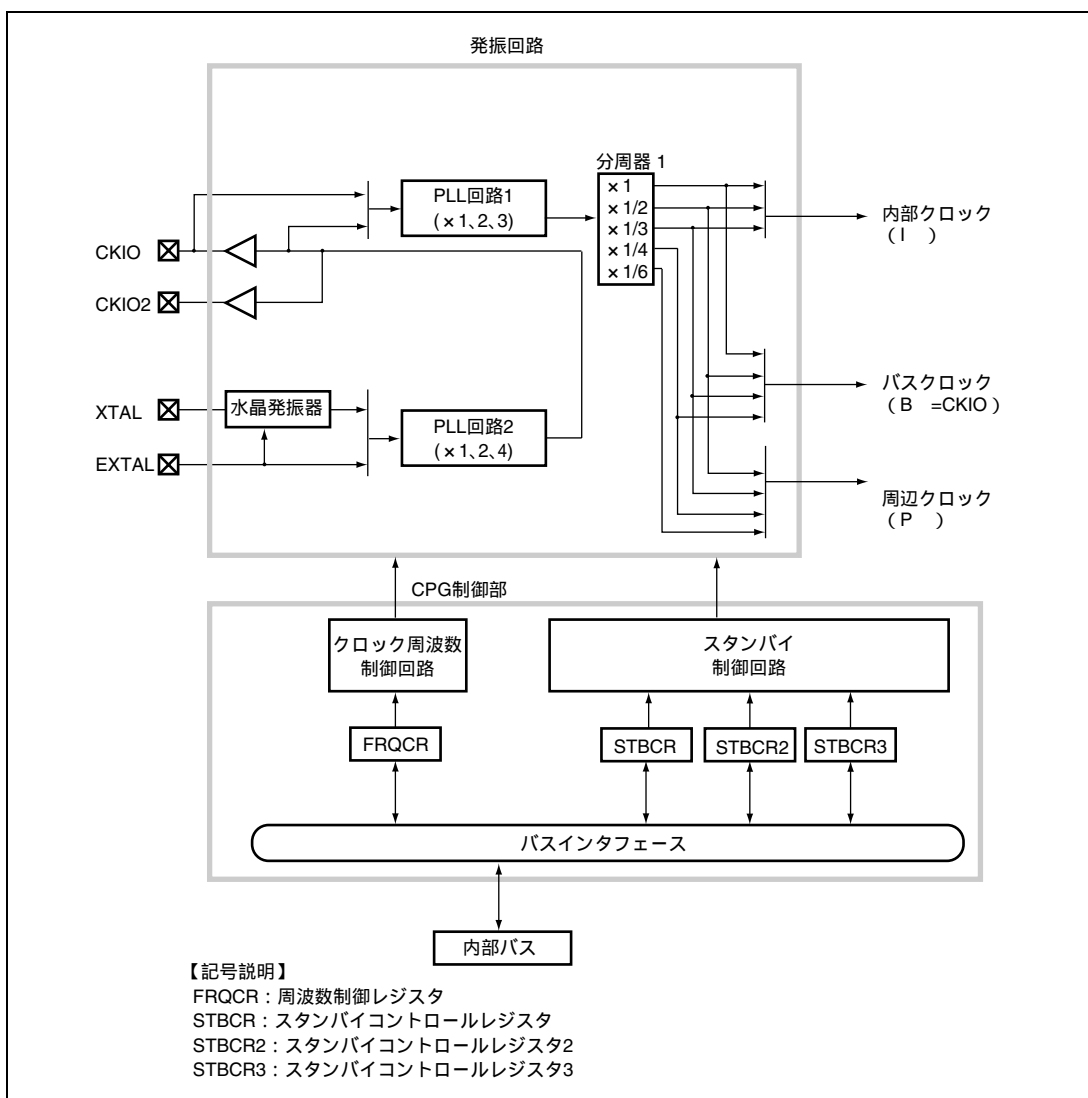 発振回路
分周器 1
×1
×1/2
×1/3
×1/4
×1/6
PLL回路1
(×1、2、3)
内部クロック
(I )
CKIO
CKIO2
バスクロック
(B =CKIO)
XTAL
水晶発振器
PLL回路2
(×1、2、4)
EXTAL
周辺クロック
(P )
CPG制御部
クロック周波数
制御回路
スタンバイ
制御回路
FRQCR
STBCR
STBCR2
STBCR3
バスインタフェース
内部バス
【記号説明】
FRQCR：周波数制御レジスタ
STBCR：スタンバイコントロールレジスタ
STBCR2：スタンバイコントロールレジスタ2
STBCR3：スタンバイコントロールレジスタ3